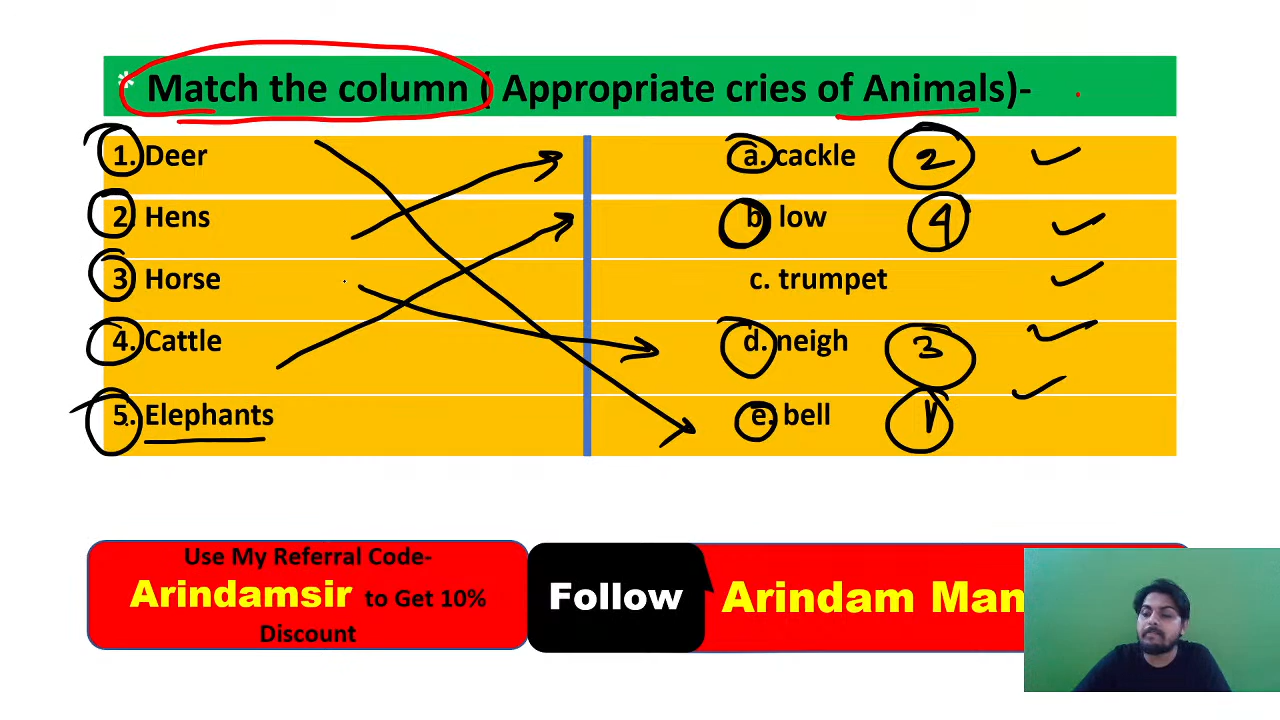 * Match the column ( Appropriate cries of Animals)-
1. Deer a. cackle 2
2. Hens b. low 4
3. Horse c. trumpet
4. Cattle d. neigh 3
5. Elephants e. bell 1
Use My Referral Code-
Arindamsir to Get 10%
Discount
Follow
Arindam Man